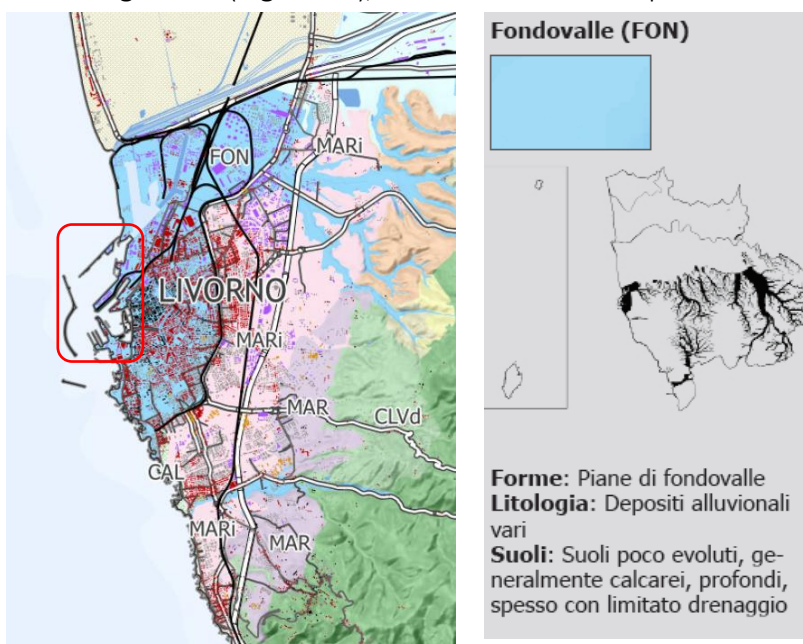 FON
MARi
LIVORNO
MARi
MAR
CLVd
CAL
MARi
MAR
Fondovalle (FON)
Forme: Piane di fondovalle
Litologia: Depositi alluvionali
vari
Suoli: Suoli poco evoluti, ge-
neralmente calcarei, profondi,
spesso con limitato drenaggio